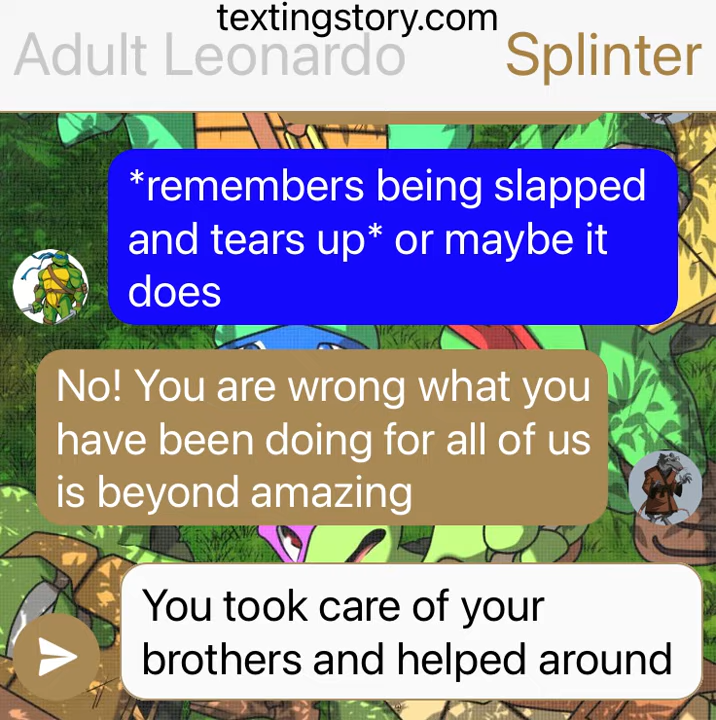 textingstory.com
Adult Leonardo Splinter
*remembers being slapped
and tears up* or maybe it
does
No! You are wrong what you
have been doing for all of us
is beyond amazing
You took care of your
brothers and helped around